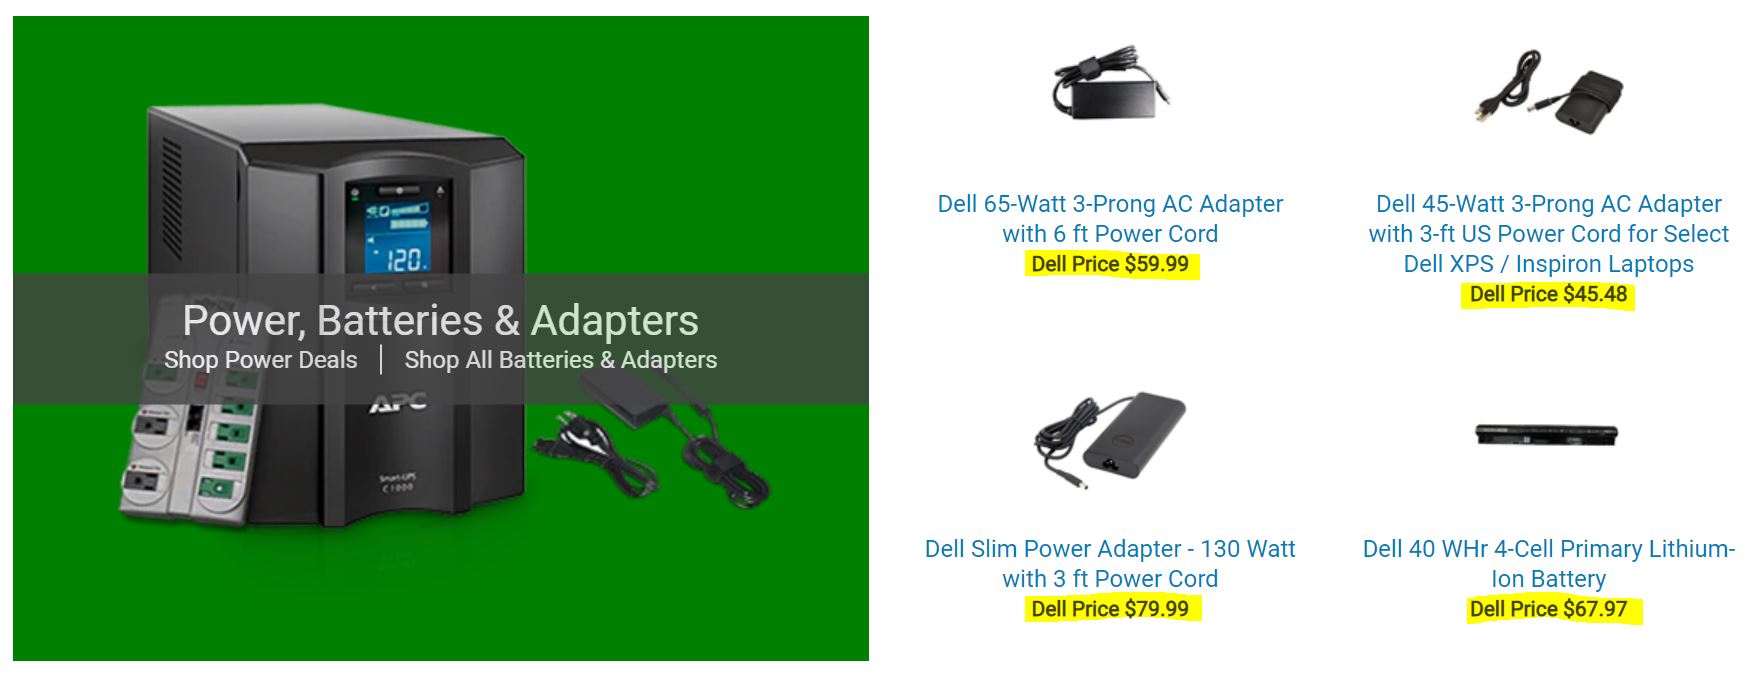 120.
Power, Batteries & Adapters
Shop Power Deals | Shop All Batteries & Adapters
APC
Smart-UPS
C 1000
Dell 65-Watt 3-Prong AC Adapter
with 6 ft Power Cord
Dell Price $59.99
Dell 45-Watt 3-Prong AC Adapter
with 3-ft US Power Cord for Select
Dell XPS / Inspiron Laptops
Dell Price $45.48
Dell Slim Power Adapter - 130 Watt
with 3 ft Power Cord
Dell Price $79.99
Dell 40 WHr 4-Cell Primary Lithium-
Ion Battery
Dell Price $67.97